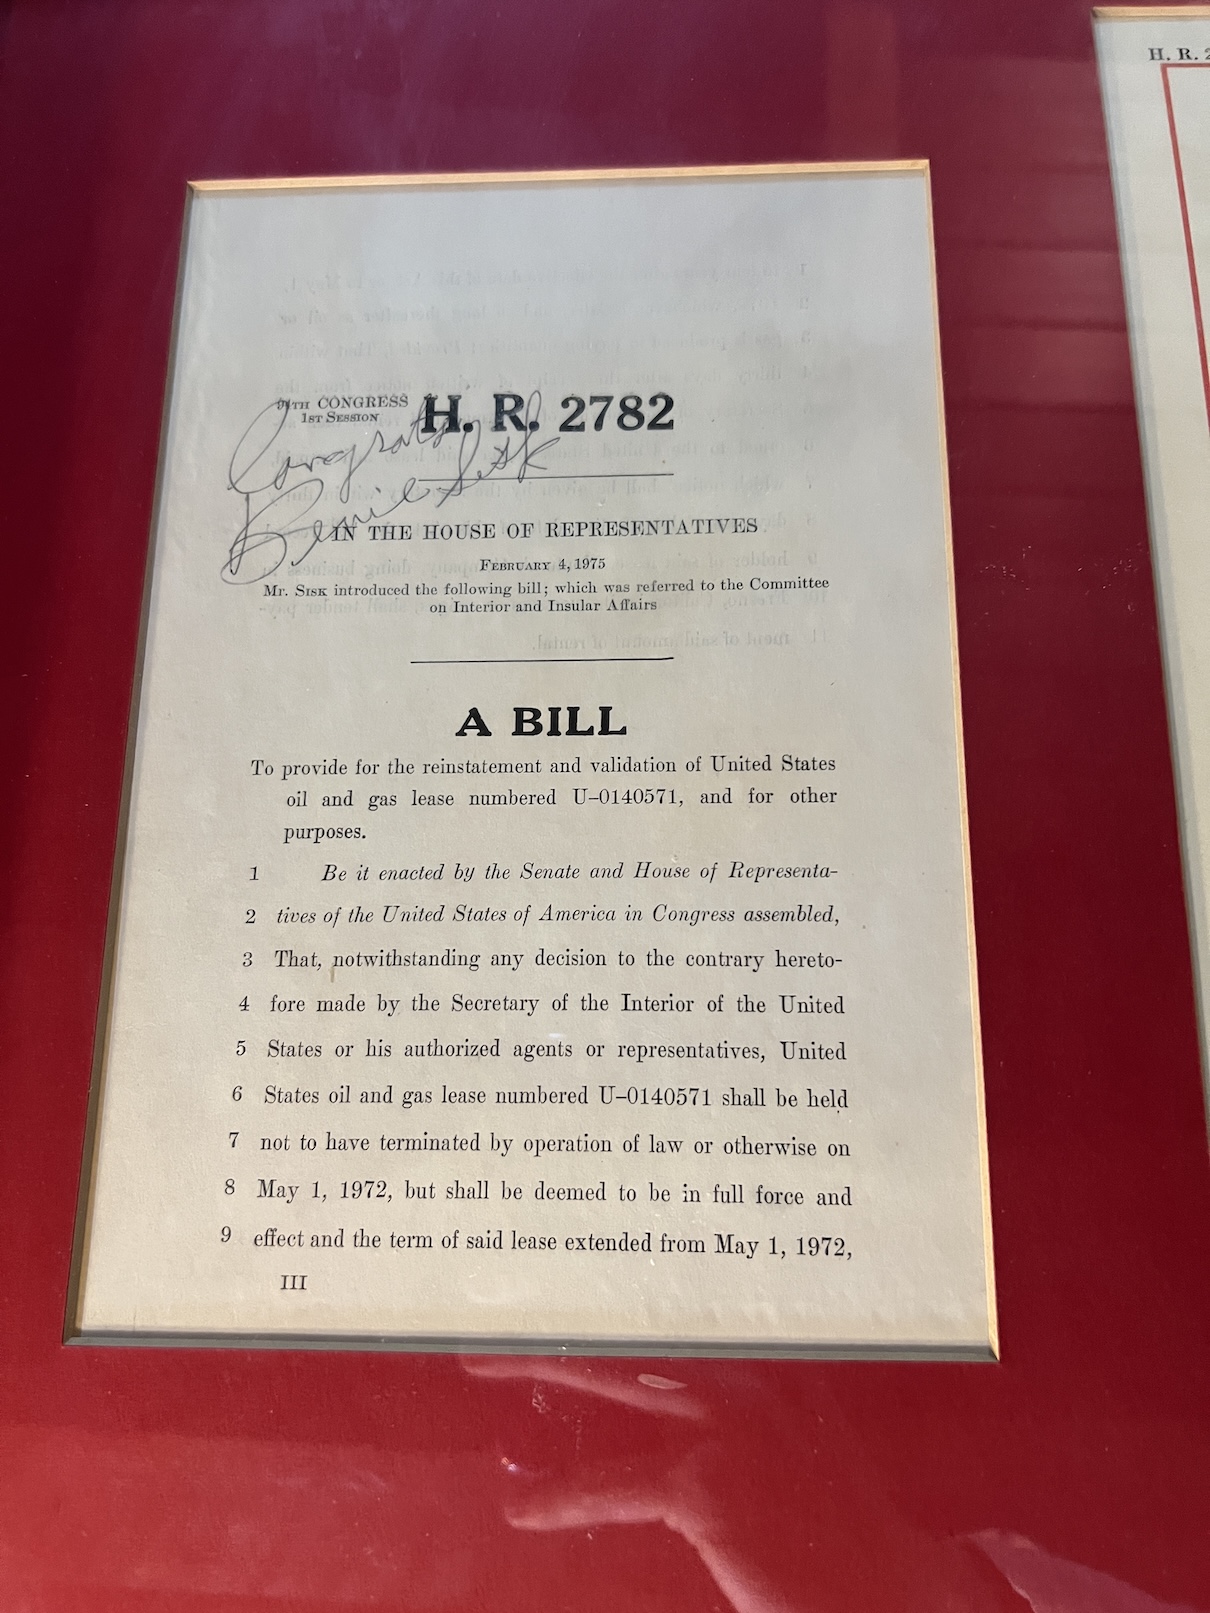 H. R. 2
94TH CONGRESS
1ST SESSION
H. R. 2782
Congrats
Bernie Sisk
IN THE HOUSE OF REPRESENTATIVES
FEBRUARY 4, 1975
Mr. SISK introduced the following bill; which was referred to the Committee
on Interior and Insular Affairs
A BILL
To provide for the reinstatement and validation of United States
oil and gas lease numbered U–0140571, and for other
purposes.
1 Be it enacted by the Senate and House of Representa-
2 tives of the United States of America in Congress assembled,
3 That, notwithstanding any decision to the contrary hereto-
4 fore made by the Secretary of the Interior of the United
5 States or his authorized agents or representatives, United
6 States oil and gas lease numbered U–0140571 shall be held
7 not to have terminated by operation of law or otherwise on
8 May 1, 1972, but shall be deemed to be in full force and
9 effect and the term of said lease extended from May 1, 1972,
III